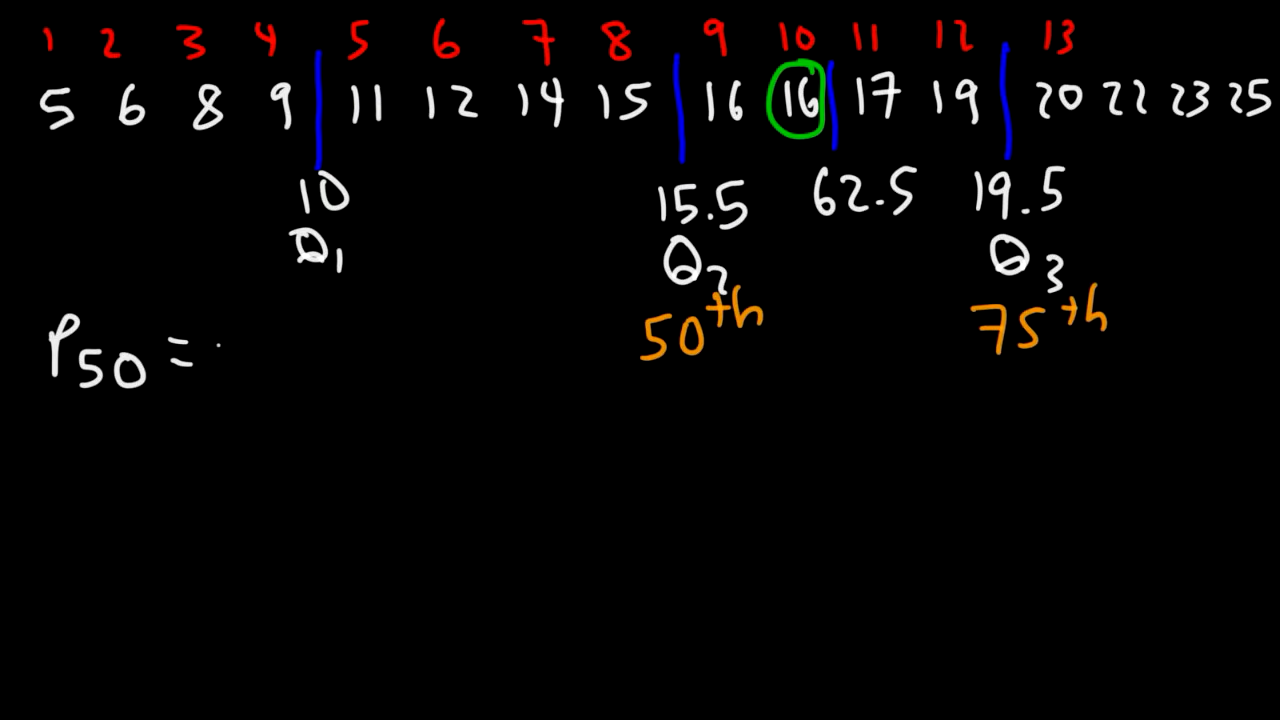 1 2 3 4 5 6 7 8 9 10 11 12 13
5 6 8 9 11 12 14 15 16 16 17 19 20 22 23 25
10 15.5 62.5 19.5
Q1 Q2 Q3
50th 75th
P50 = .